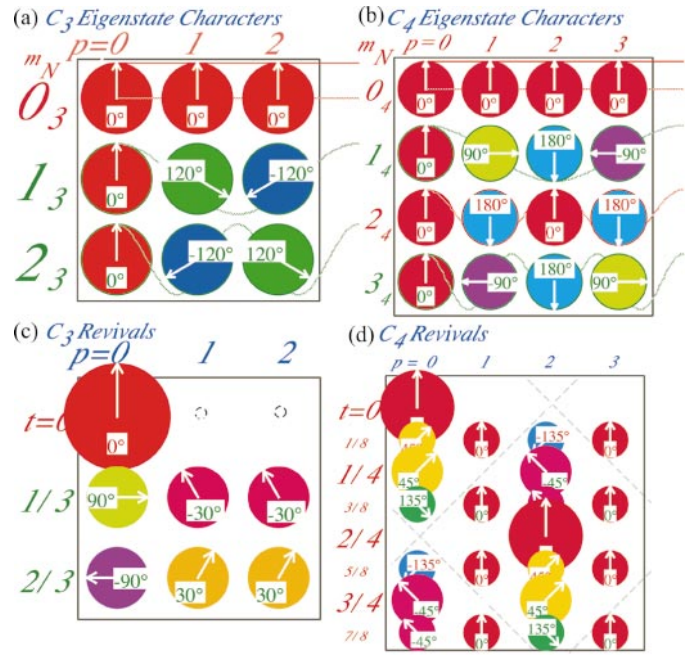 (a) C₃ Eigenstate Characters
p=0 1 2
m_N
0₃ 0° 0° 0°
1₃ 0° 120° -120°
2₃ 0° -120° 120°
(b) C₄ Eigenstate Characters
p=0 1 2 3
m_N
0₄ 0° 0° 0° 0°
1₄ 0° 90° 180° -90°
2₄ 0° 180° 0° 180°
3₄ 0° -90° 180° 90°
(c) C₃ Revivals
p=0 1 2
t=0 0°
1/3 90° -30° -30°
2/3 -90° 30° 30°
(d) C₄ Revivals
p=0 1 2 3
t=0
1/8 0° -135° 0°
1/4 45° -45°
3/8 135° 0° 0°
2/4
5/8 -135° 0° 0°
3/4 -45° 45°
7/8 -45° 0° 135° 0°